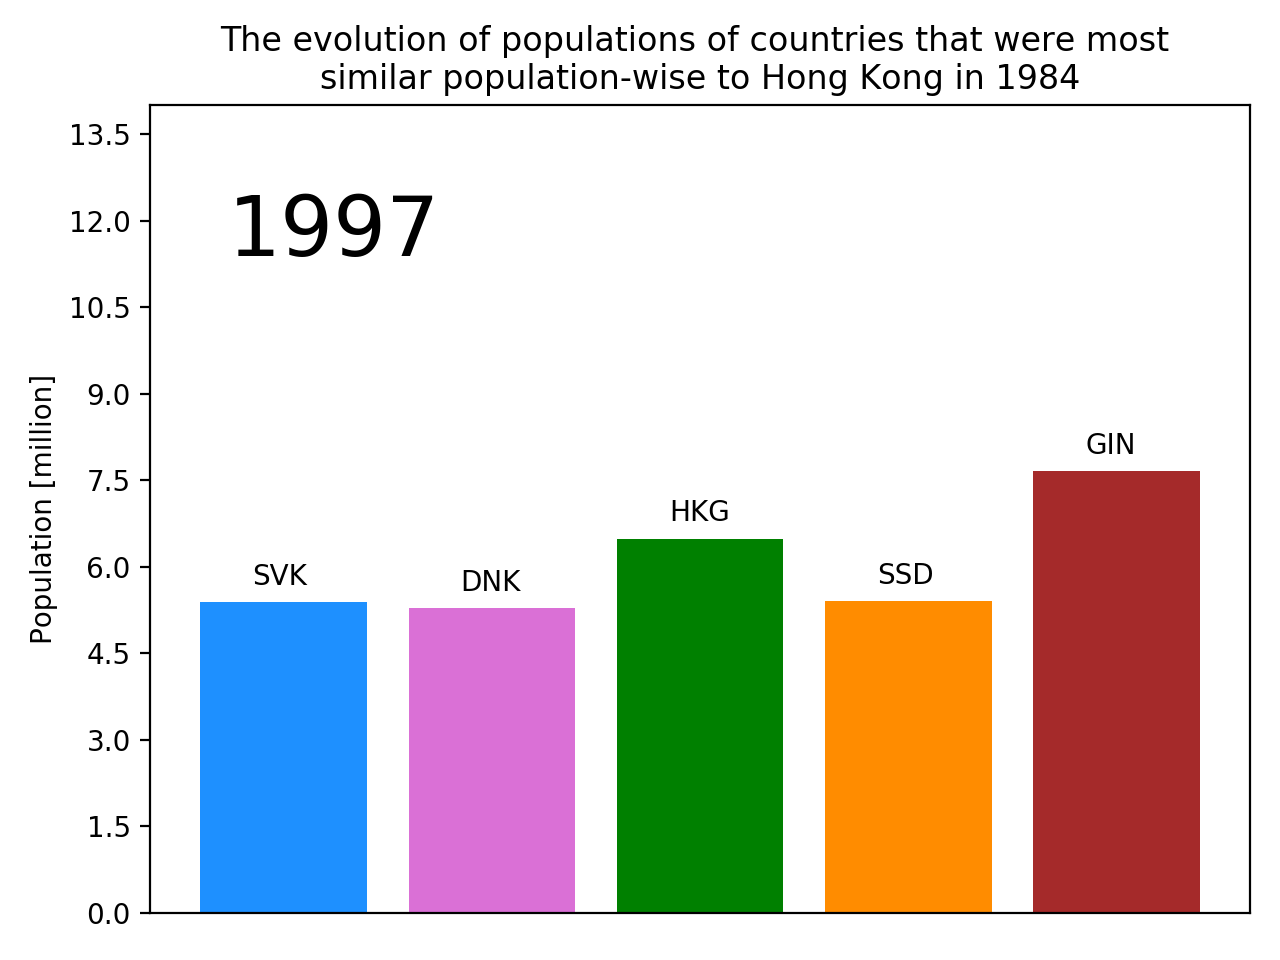 The evolution of populations of countries that were most
similar population-wise to Hong Kong in 1984
13.5
12.0
10.5
9.0
7.5
6.0
4.5
3.0
1.5
0.0
Population [million]
1997
SVK
DNK
HKG
SSD
GIN